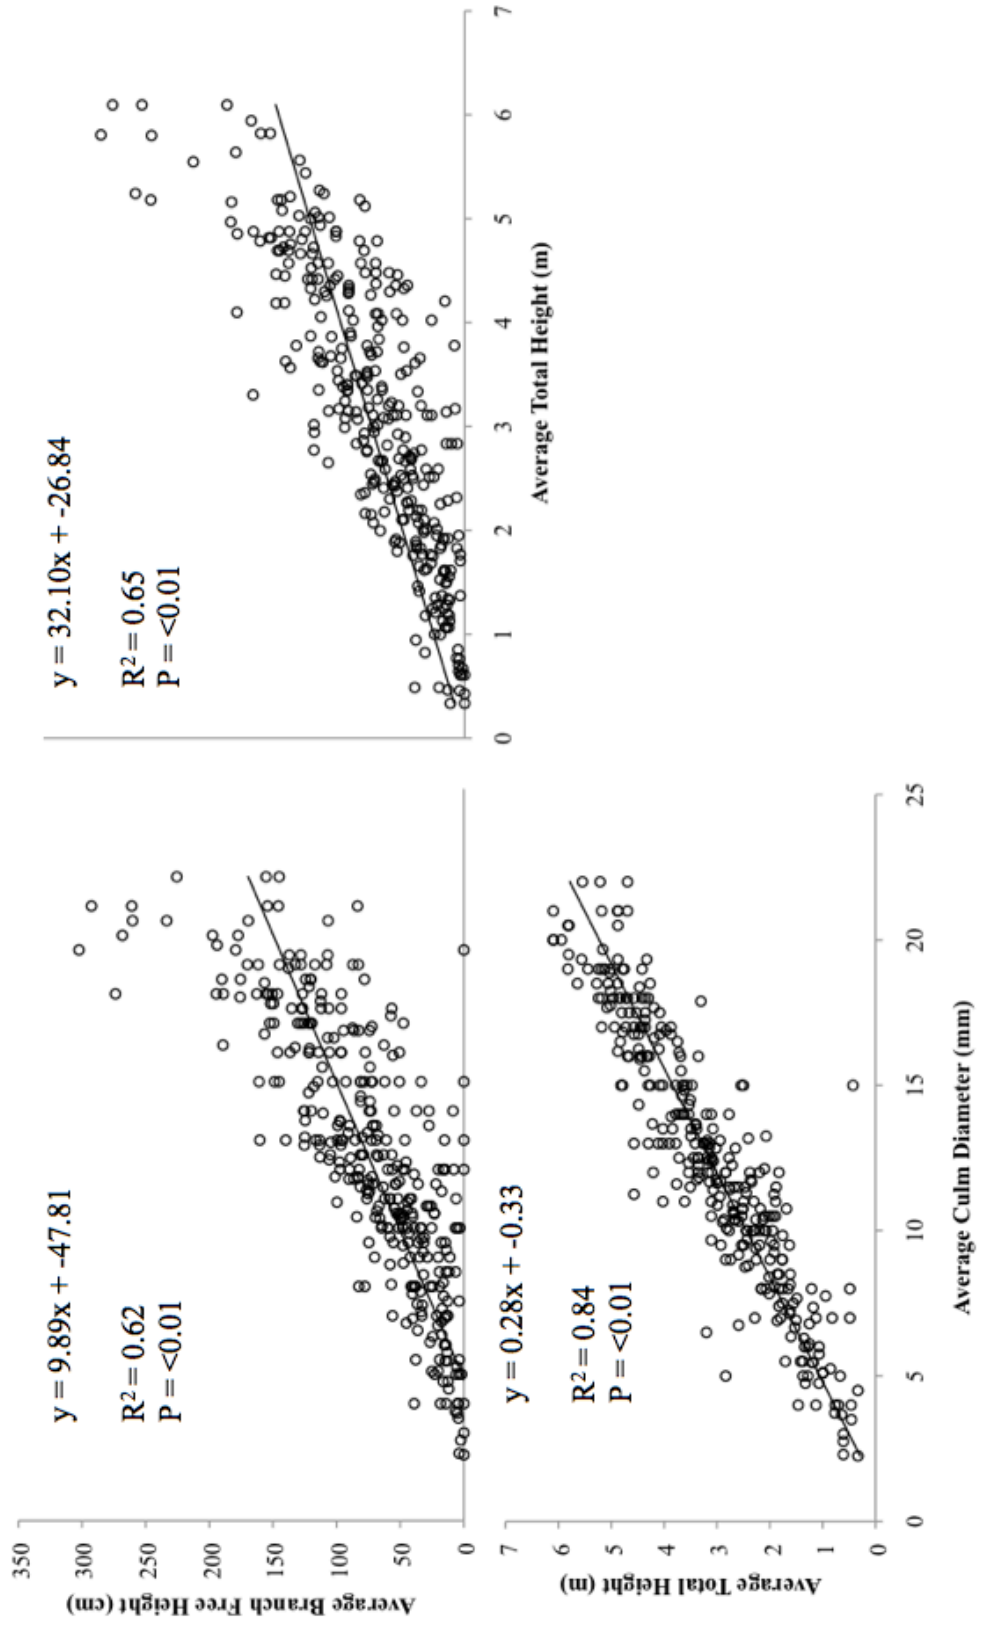 y = 9.89x + -47.81
R² = 0.62
P = <0.01
350
300
250
200
150
100
50
0
Average Branch Free Height (cm)
y = 32.10x + -26.84
R² = 0.65
P = <0.01
0 1 2 3 4 5 6 7
Average Total Height (m)
y = 0.28x + -0.33
R² = 0.84
P = <0.01
7
6
5
4
3
2
1
0
Average Total Height (m)
0 5 10 15 20 25
Average Culm Diameter (mm)